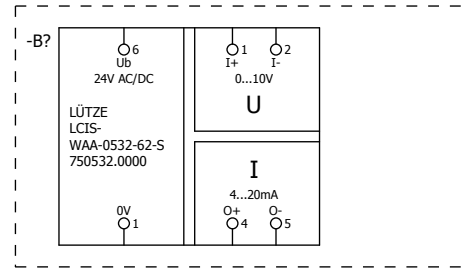 -B?
6
Ub
24V AC/DC
LÜTZE
LCIS-
WAA-0532-62-S
750532.0000
0V
1
1
2
I+
I-
0...10V
U
I
4...20mA
O+
O-
4
5